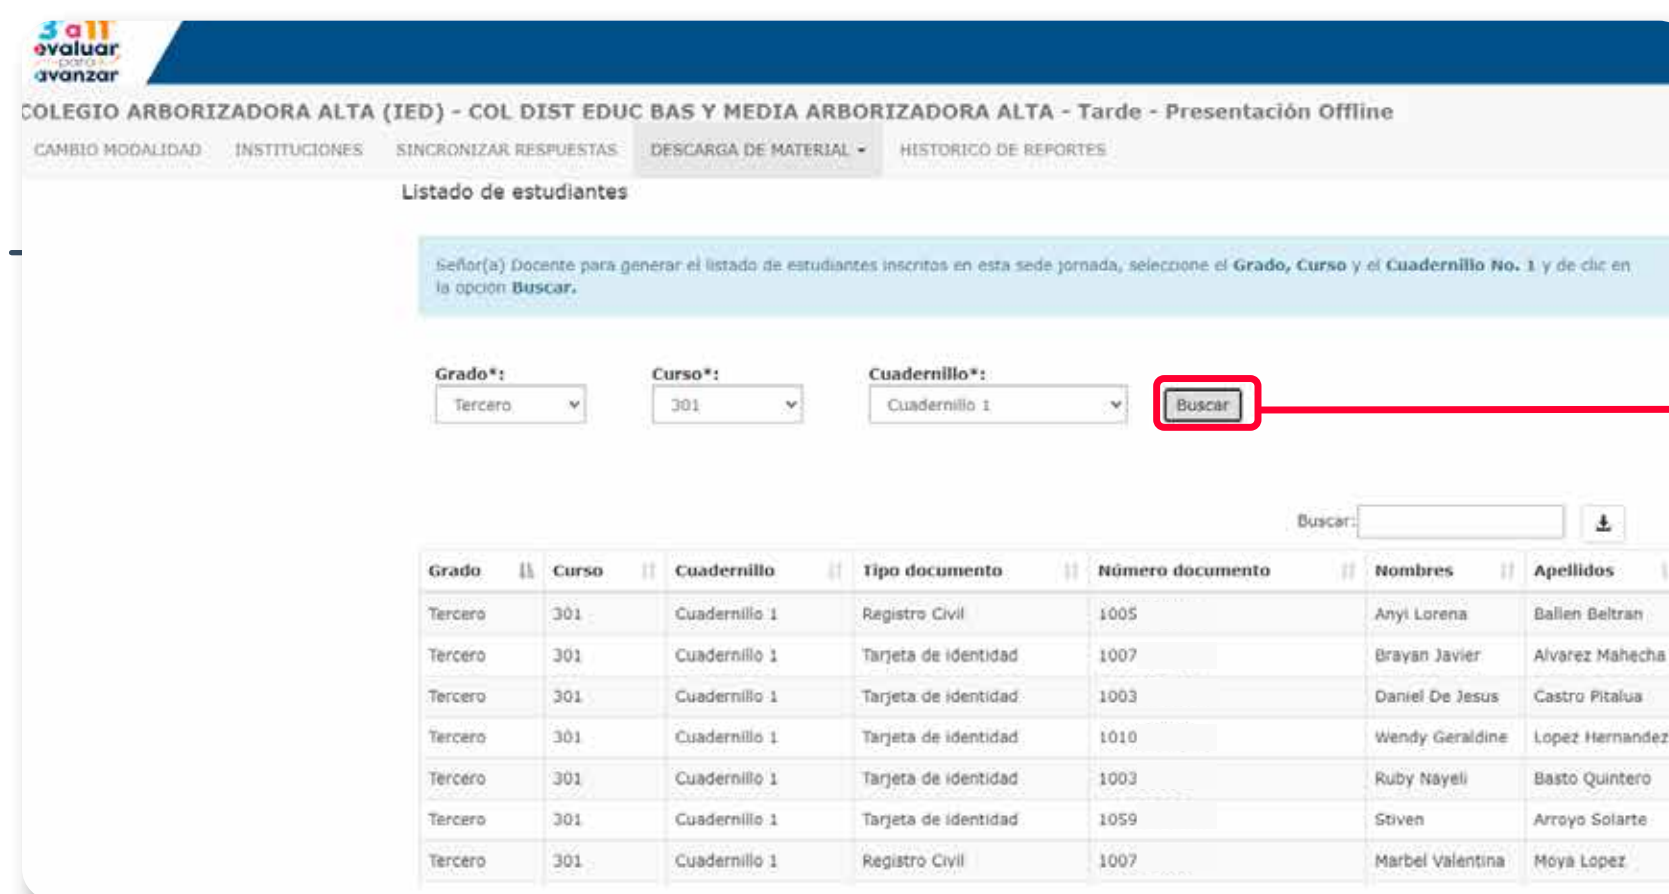 3 a 11
evaluar
para
avanzar
COLEGIO ARBORIZADORA ALTA (IED) - COL DIST EDUC BAS Y MEDIA ARBORIZADORA ALTA - Tarde - Presentación Offline
CAMBIO MODALIDAD INSTITUCIONES SINCRONIZAR RESPUESTAS DESCARGA DE MATERIAL HISTORICO DE REPORTES
Listado de estudiantes
Señor(a) Docente para generar el listado de estudiantes inscritos en esta sede jornada, seleccione el Grado, Curso y el Cuadernillo No. 1 y de clic en
la opción Buscar.
Grado*: Curso*: Cuadernillo*:
Tercero 301 Cuadernillo 1 Buscar
Buscar:
Grado Curso Cuadernillo Tipo documento Número documento Nombres Apellidos
Tercero 301 Cuadernillo 1 Registro Civil 1005 Anyi Lorena Ballen Beltran
Tercero 301 Cuadernillo 1 Tarjeta de identidad 1007 Brayan Javier Alvarez Mahecha
Tercero 301 Cuadernillo 1 Tarjeta de identidad 1003 Daniel De Jesus Castro Pitalua
Tercero 301 Cuadernillo 1 Tarjeta de identidad 1010 Wendy Geraldine Lopez Hernandez
Tercero 301 Cuadernillo 1 Tarjeta de identidad 1003 Ruby Nayeli Basto Quintero
Tercero 301 Cuadernillo 1 Tarjeta de identidad 1059 Stiven Arroyo Solarte
Tercero 301 Cuadernillo 1 Registro Civil 1007 Marbel Valentina Moya Lopez